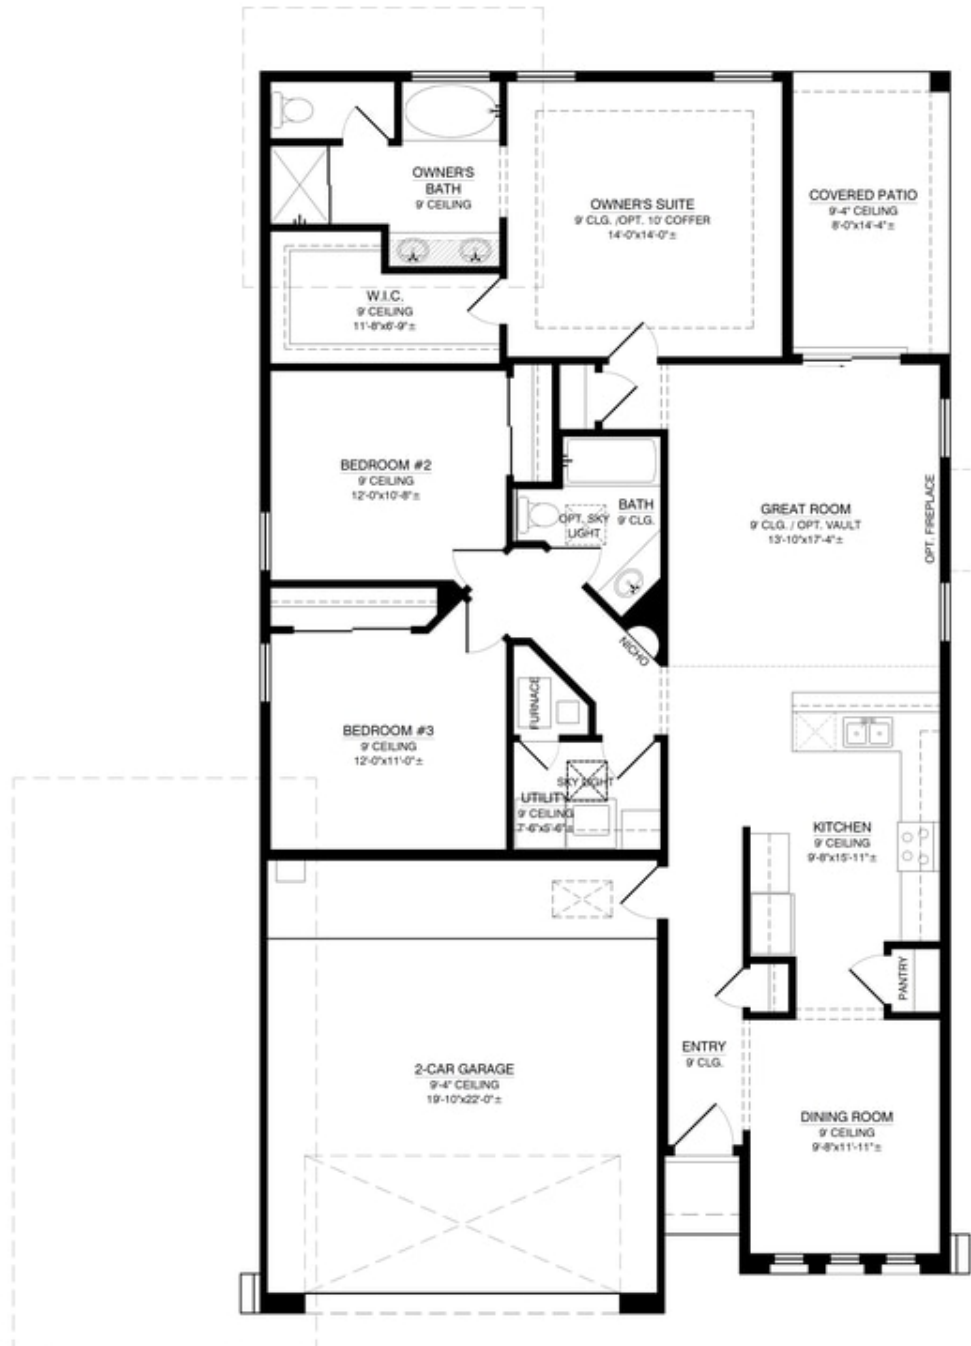 OWNER'S
BATH
9' CEILING
OWNER'S SUITE
9' CLG. /OPT. 10' COFFER
14'-0"x14'-0"±
COVERED PATIO
9'-4" CEILING
8'-0"x14'-4"±
W.I.C.
9' CEILING
11'-8"x6'-9"±
BEDROOM #2
9' CEILING
12'-0"x10'-8"±
BATH
9' CLG.
OPT. SKY
LIGHT
GREAT ROOM
9' CLG. / OPT. VAULT
13'-10"x17'-4"±
OPT. FIREPLACE
NICHO
FURNACE
BEDROOM #3
9' CEILING
12'-0"x11'-0"±
SKY LIGHT
UTILITY
9' CEILING
7'-6"x5'-6"±
KITCHEN
9' CEILING
9'-8"x15'-11"±
PANTRY
ENTRY
9' CLG.
2-CAR GARAGE
9'-4" CEILING
19'-10"x22'-0"±
DINING ROOM
9' CEILING
9'-8"x11'-11"±